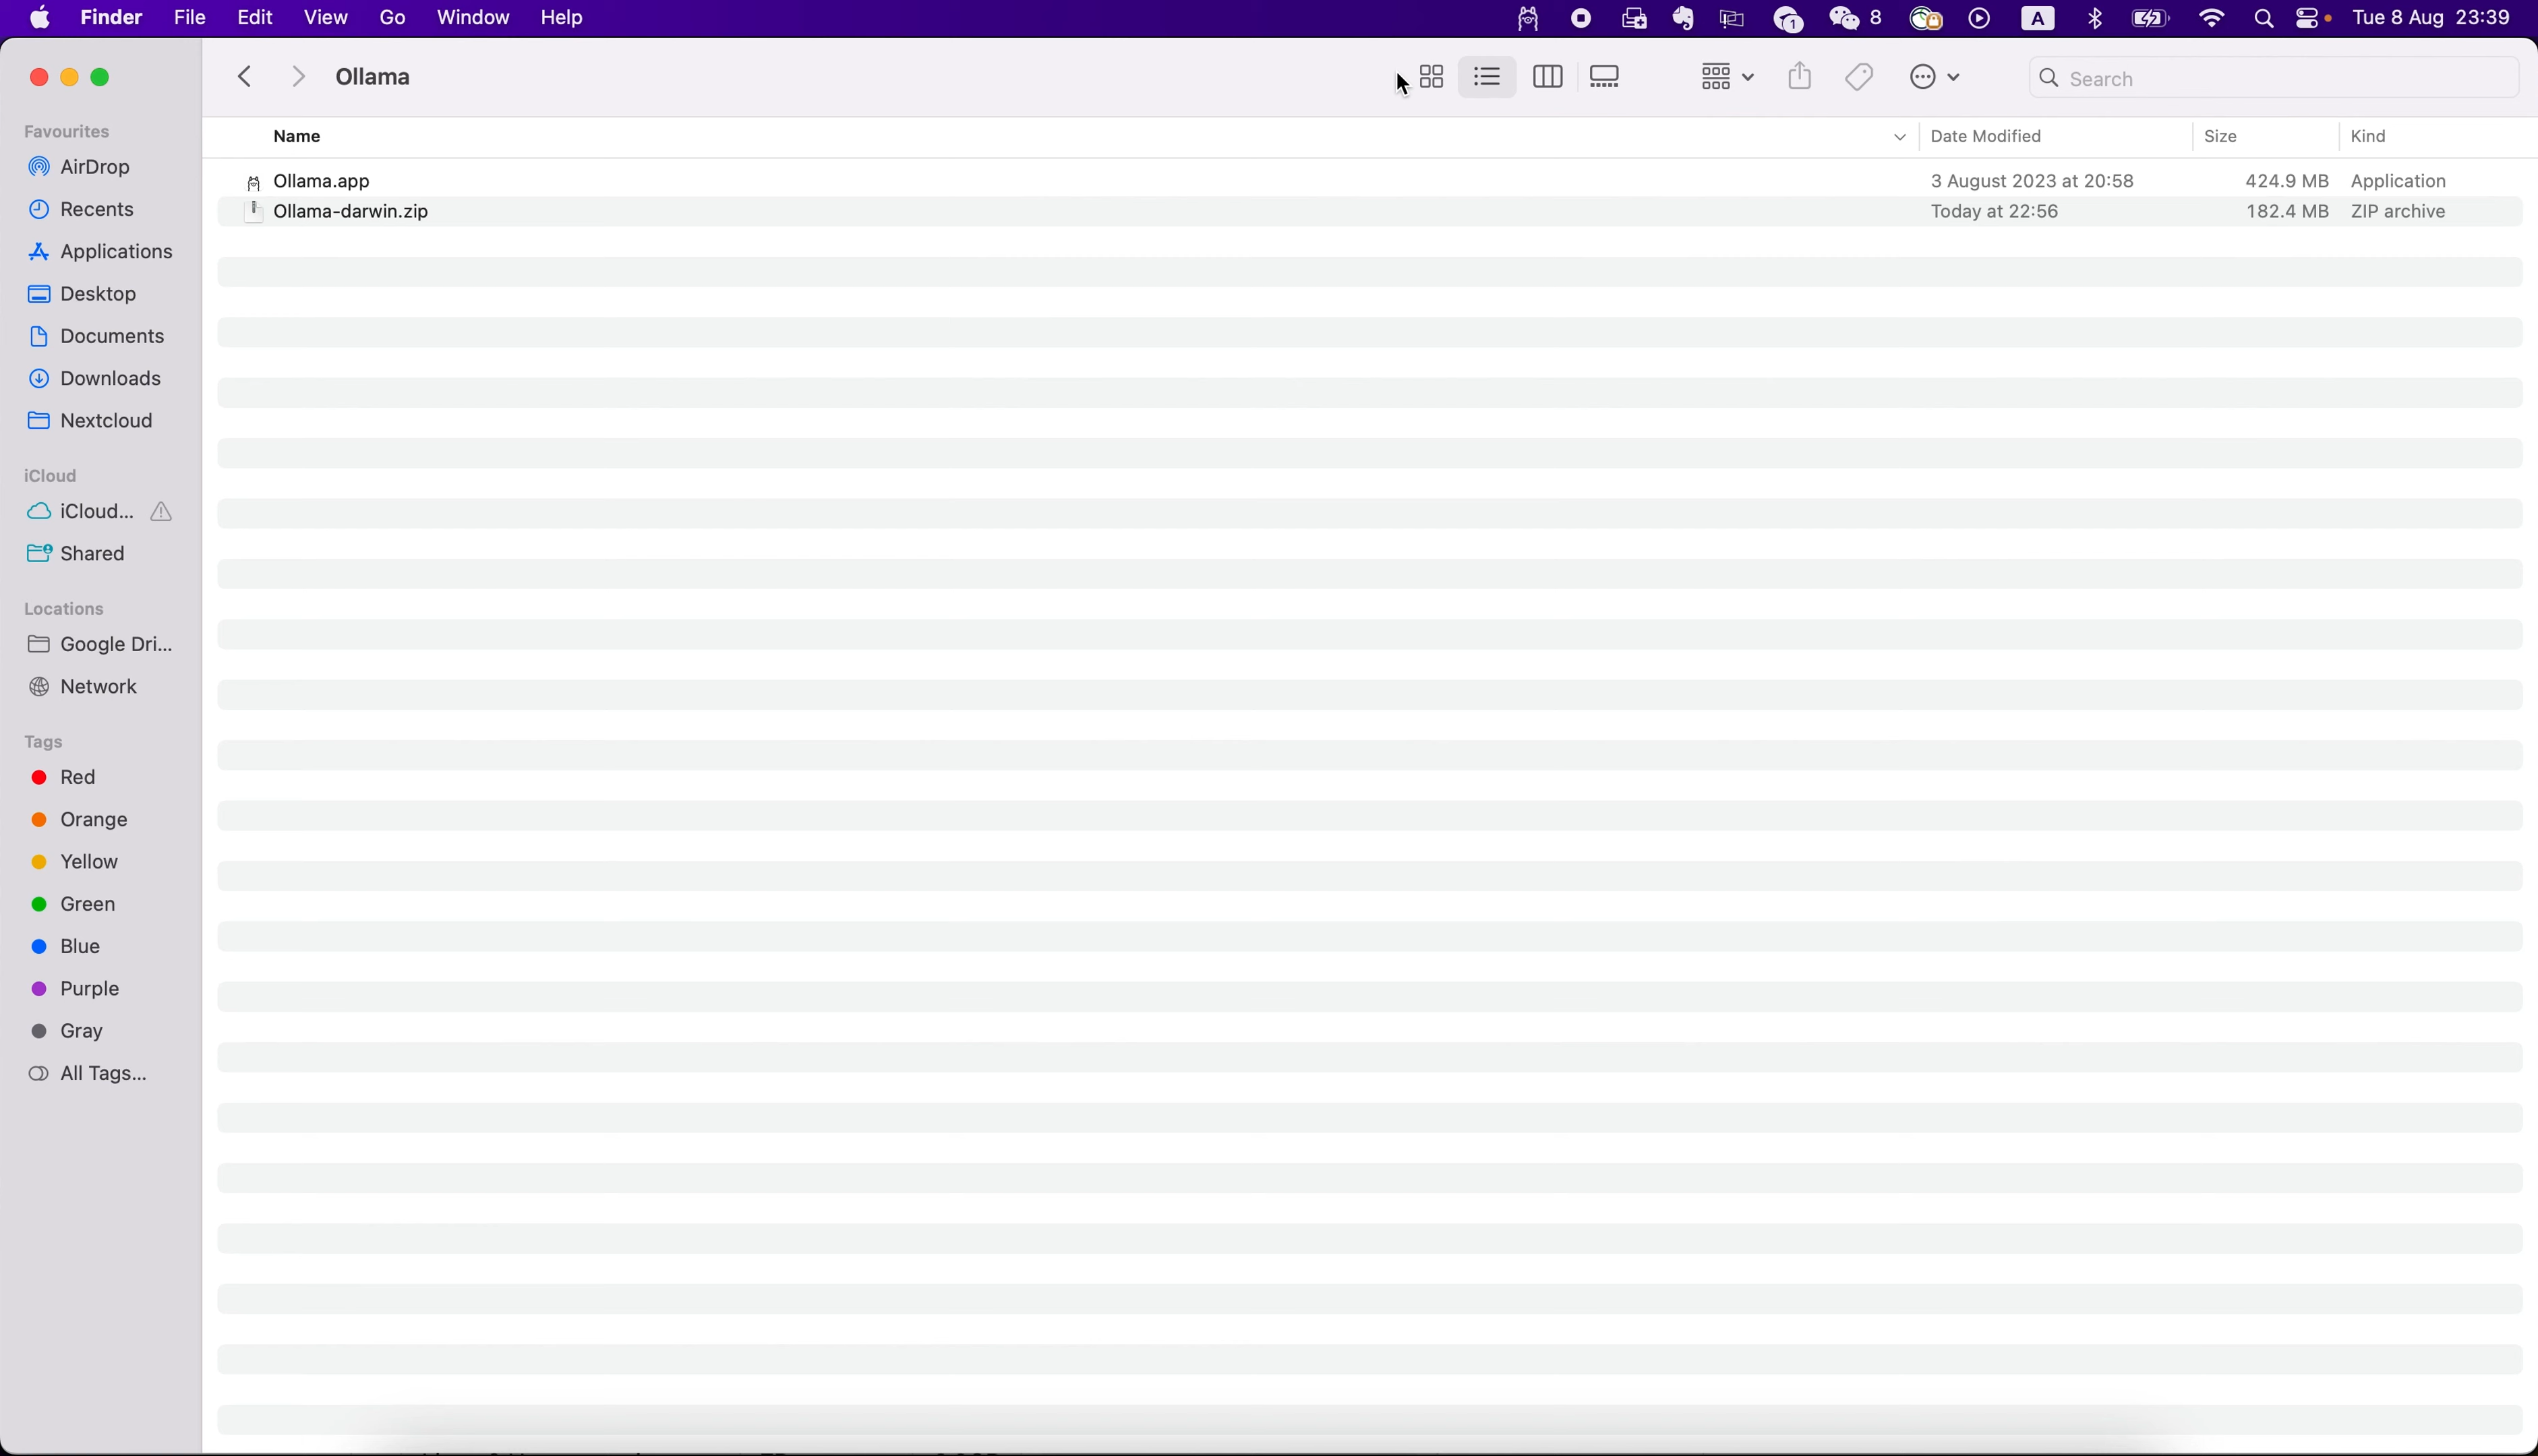 Finder File Edit View Go Window Help 1 8 A Tue 8 Aug 23:39
Ollama Search
Favourites
AirDrop
Recents
Applications
Desktop
Documents
Downloads
Nextcloud
iCloud
iCloud...
Shared
Locations
Google Dri...
Network
Tags
Red
Orange
Yellow
Green
Blue
Purple
Gray
All Tags...
Name Date Modified Size Kind
Ollama.app 3 August 2023 at 20:58 424.9 MB Application
Ollama-darwin.zip Today at 22:56 182.4 MB ZIP archive